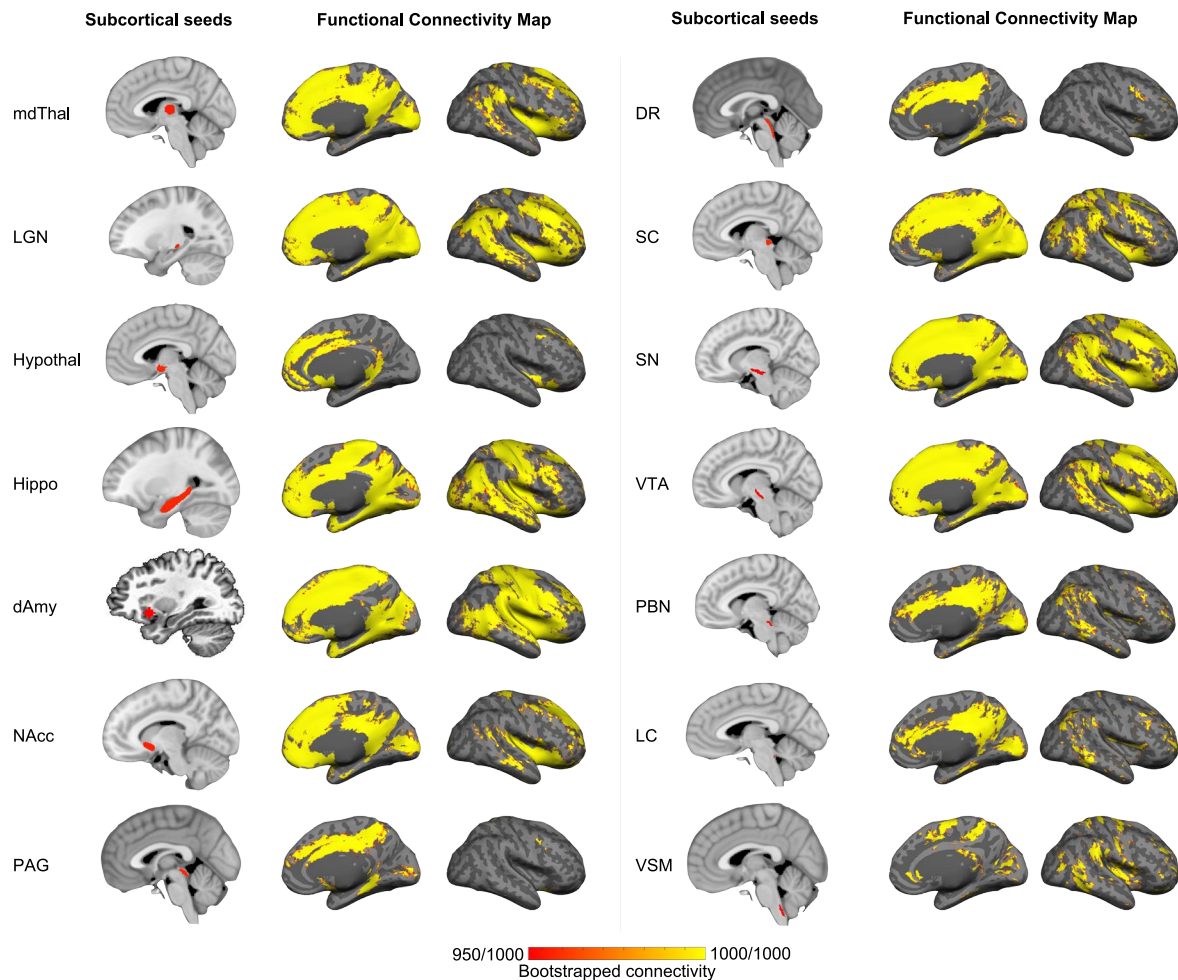 Subcortical seeds Functional Connectivity Map Subcortical seeds Functional Connectivity Map
mdThal DR
LGN SC
Hypothal SN
Hippo VTA
dAmy PBN
NAcc LC
PAG VSM
950/1000 1000/1000
Bootstrapped connectivity